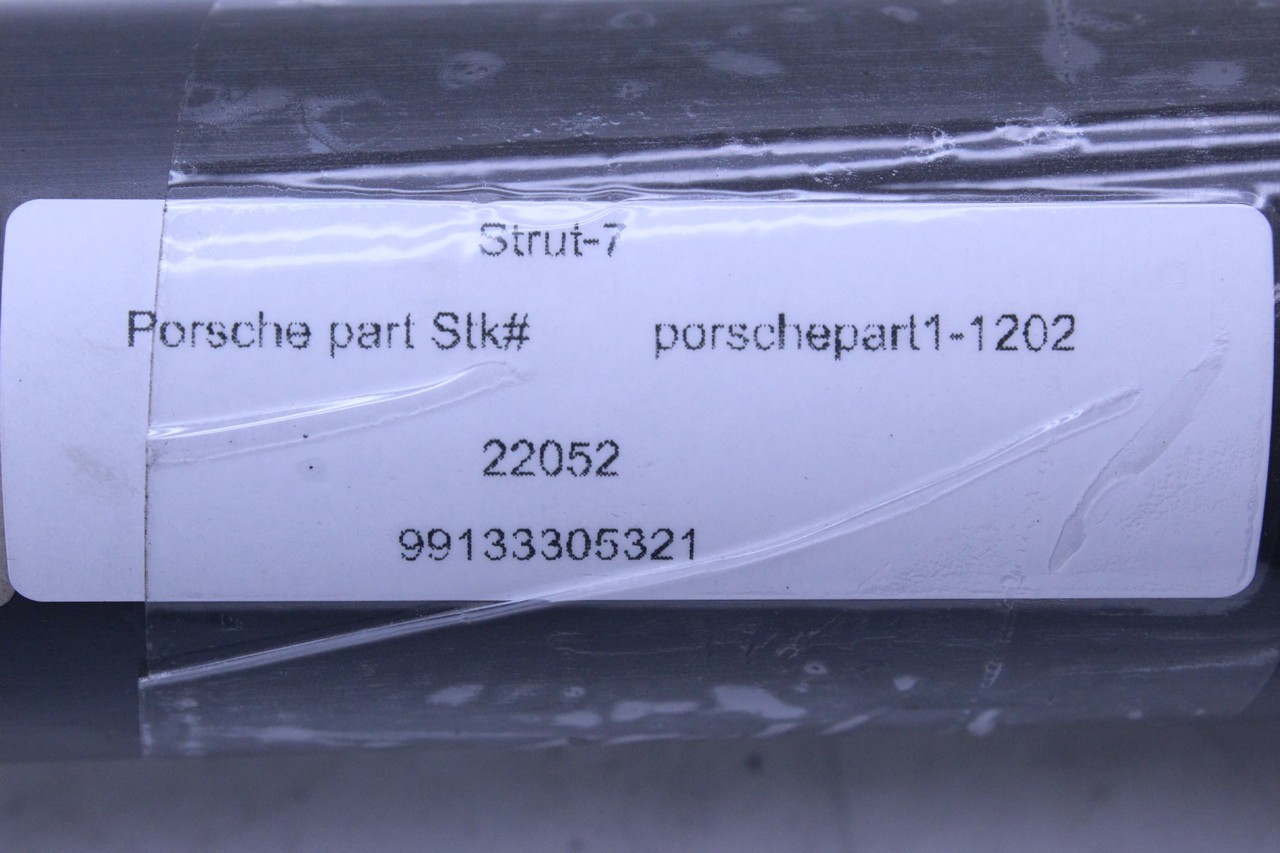 Strut-7
Porsche part Stk# porschepart1-1202
22052
99133305321